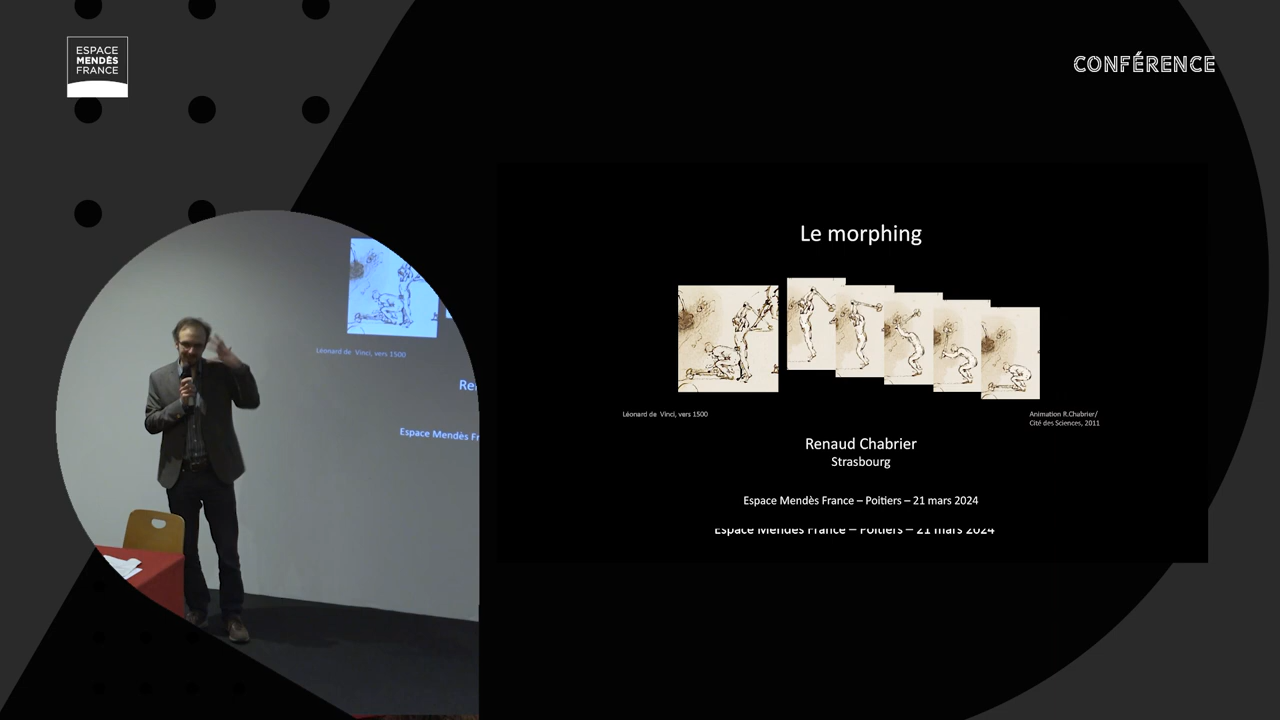 ESPACE
MENDÈS
FRANCE
CONFÉRENCE
Le morphing
Léonard de Vinci, vers 1500
Animation R.Chabrier/
Cité des Sciences, 2011
Renaud Chabrier
Strasbourg
Espace Mendès France – Poitiers – 21 mars 2024
Espace Mendès France – Poitiers – 21 mars 2024
Léonard de Vinci, vers 1500
Re
Espace Mendès Fr